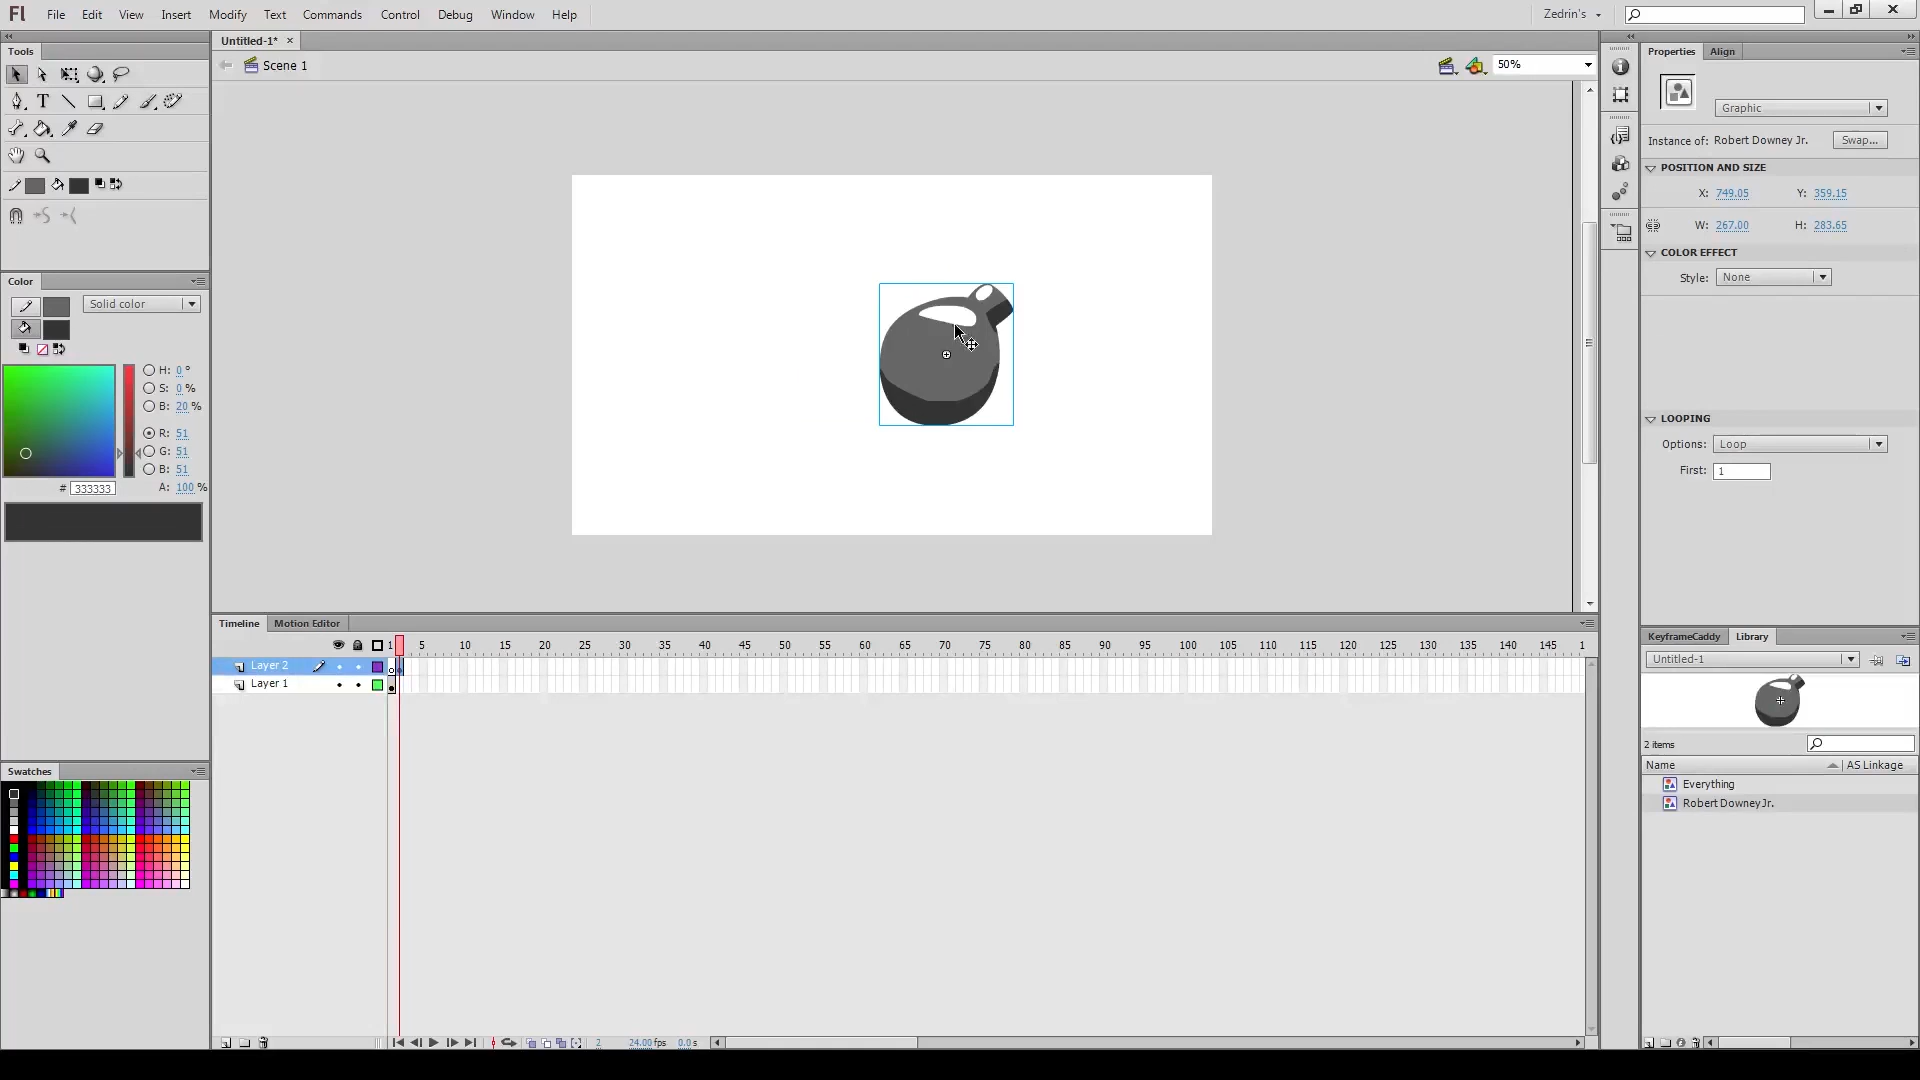 Fl File Edit View Insert Modify Text Commands Control Debug Window Help Zedrin's
Tools
Untitled-1* ×
Scene 1
50%
Properties Align
Graphic
Instance of: Robert Downey Jr. Swap...
POSITION AND SIZE
X: 749.05 Y: 359.15
W: 267.00 H: 283.65
COLOR EFFECT
Style: None
LOOPING
Options: Loop
First: 1
Color
Solid color
H: 0 °
S: 0 %
B: 20 %
R: 51
G: 51
B: 51
# 333333 A: 100 %
Swatches
Timeline Motion Editor
1 5 10 15 20 25 30 35 40 45 50 55 60 65 70 75 80 85 90 95 100 105 110 115 120 125 130 135 140 145 1
Layer 2
Layer 1
2 24.00 fps 0.0 s
KeyframeCaddy Library
Untitled-1
2 items
Name AS Linkage
Everything
Robert Downey Jr.